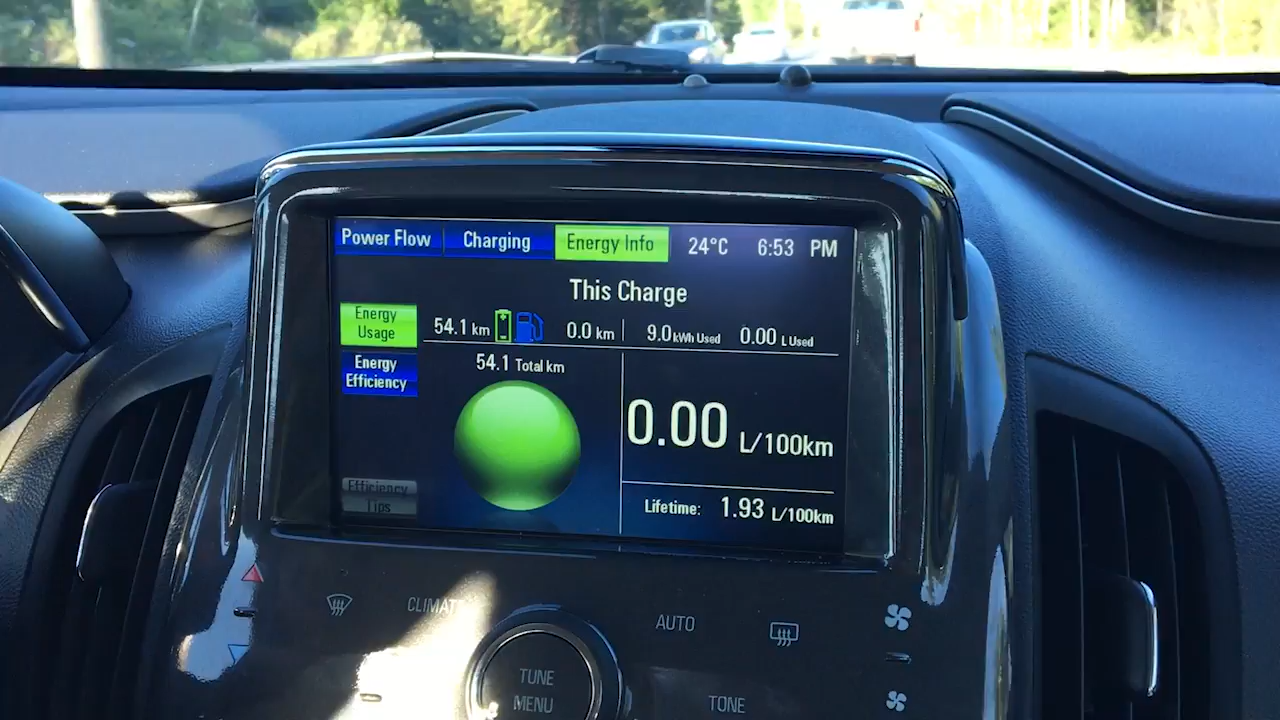 Power Flow Charging Energy Info 24°C 6:53 PM
This Charge
Energy
Usage
54.1 km 0.0 km 9.0 kWh Used 0.00 L Used
Energy
Efficiency
54.1 Total km
0.00 L/100km
Efficiency
Tips
Lifetime: 1.93 L/100km
CLIMATE
AUTO
TUNE
MENU
TONE